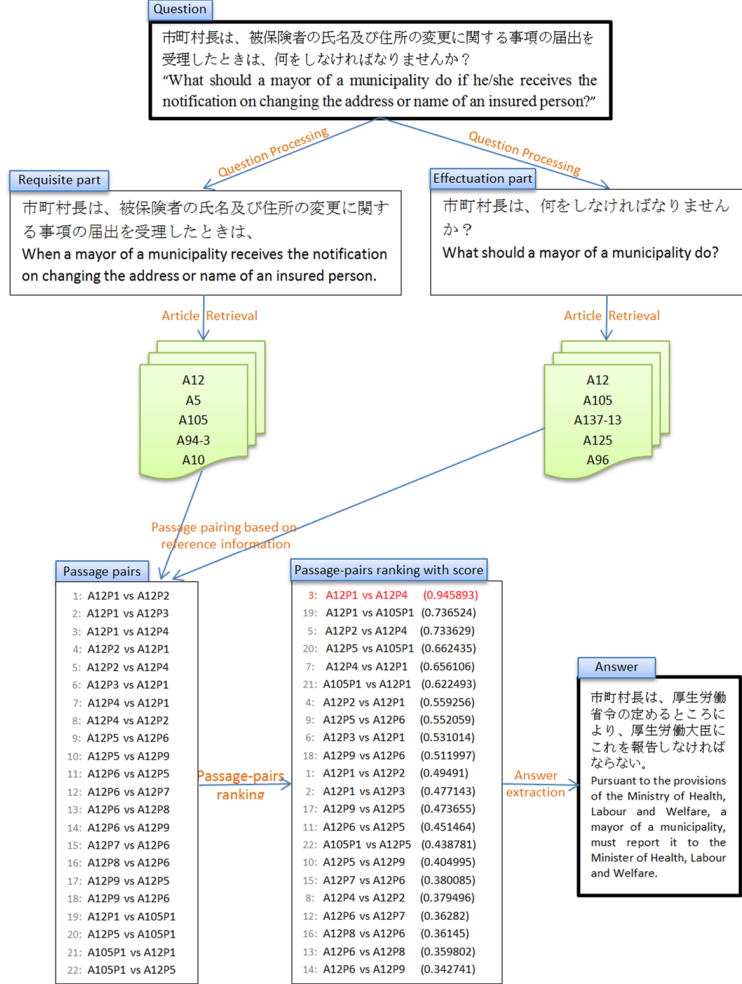 Question
市町村長は、被保険者の氏名及び住所の変更に関する事項の届出を
受理したときは、何をしなければなりませんか？
“What should a mayor of a municipality do if he/she receives the
notification on changing the address or name of an insured person?”
Question Processing
Question Processing
Requisite part
市町村長は、被保険者の氏名及び住所の変更に関す
る事項の届出を受理したときは、
When a mayor of a municipality receives the notification
on changing the address or name of an insured person.
Effectuation part
市町村長は、何をしなければなりません
か？
What should a mayor of a municipality do?
Article Retrieval
Article Retrieval
A12
A5
A105
A94-3
A10
A12
A105
A137-13
A125
A96
Passage pairing based on
reference information
Passage pairs
1: A12P1 vs A12P2
2: A12P1 vs A12P3
3: A12P1 vs A12P4
4: A12P2 vs A12P1
5: A12P2 vs A12P4
6: A12P3 vs A12P1
7: A12P4 vs A12P1
8: A12P4 vs A12P2
9: A12P5 vs A12P6
10: A12P5 vs A12P9
11: A12P6 vs A12P5
12: A12P6 vs A12P7
13: A12P6 vs A12P8
14: A12P6 vs A12P9
15: A12P7 vs A12P6
16: A12P8 vs A12P6
17: A12P9 vs A12P5
18: A12P9 vs A12P6
19: A12P1 vs A105P1
20: A12P5 vs A105P1
21: A105P1 vs A12P1
22: A105P1 vs A12P5
Passage-pairs
ranking
Passage-pairs ranking with score
3: A12P1 vs A12P4 (0.945893)
19: A12P1 vs A105P1 (0.736524)
5: A12P2 vs A12P4 (0.733629)
20: A12P5 vs A105P1 (0.662435)
7: A12P4 vs A12P1 (0.656106)
21: A105P1 vs A12P1 (0.622493)
4: A12P2 vs A12P1 (0.559256)
9: A12P5 vs A12P6 (0.552059)
6: A12P3 vs A12P1 (0.531014)
18: A12P9 vs A12P6 (0.511997)
1: A12P1 vs A12P2 (0.49491)
2: A12P1 vs A12P3 (0.477143)
17: A12P9 vs A12P5 (0.473655)
11: A12P6 vs A12P5 (0.451464)
22: A105P1 vs A12P5 (0.438781)
10: A12P5 vs A12P9 (0.404995)
15: A12P7 vs A12P6 (0.380085)
8: A12P4 vs A12P2 (0.379496)
12: A12P6 vs A12P7 (0.36282)
16: A12P8 vs A12P6 (0.36145)
13: A12P6 vs A12P8 (0.359802)
14: A12P6 vs A12P9 (0.342741)
Answer
extraction
Answer
市町村長は、厚生労働
省令の定めるところに
より、厚生労働大臣に
これを報告しなければ
ならない。
Pursuant to the provisions
of the Ministry of Health,
Labour and Welfare, a
mayor of a municipality,
must report it to the
Minister of Health, Labour
and Welfare.